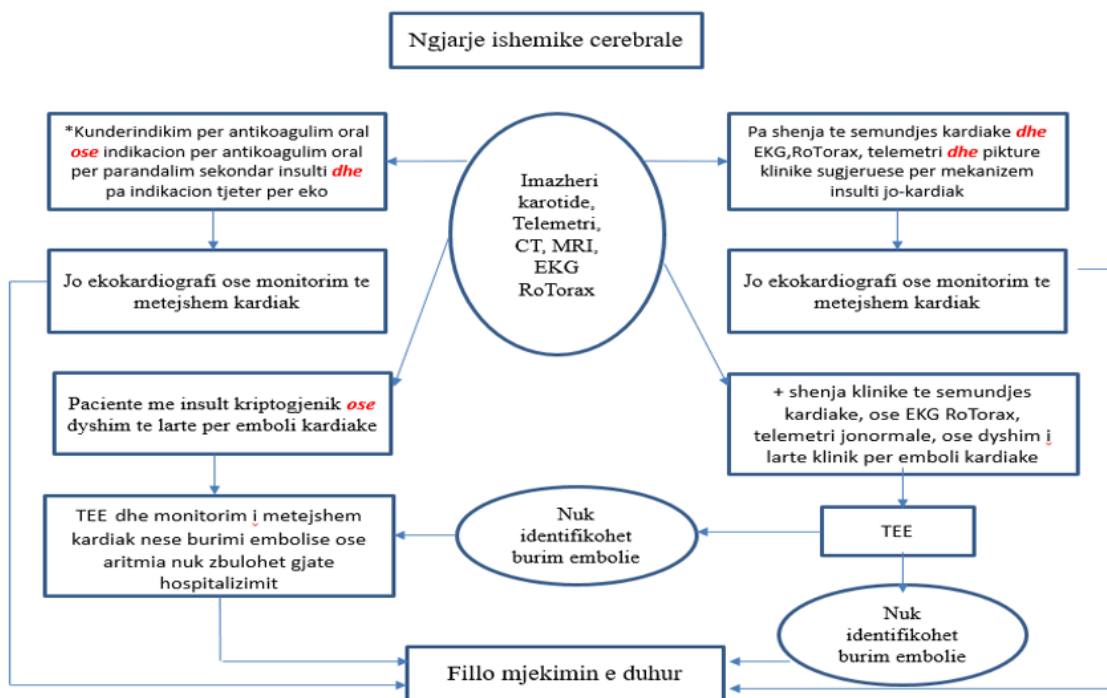 Ngjarje ishemike cerebrale
*Kunderindikim per antikoagulim oral
ose indikacion per antikoagulim oral
per parandalim sekondar insulti dhe
pa indikacion tjeter per eko
Imazheri
karotide,
Telemetri,
CT, MRI,
EKG
RoTorax
Pa shenja te semundjes kardiake dhe
EKG,RoTorax, telemetri dhe pikture
klinike sugjeruese per mekanizem
insulti jo-kardiak
Jo ekokardiografi ose monitorim te
metejshem kardiak
Jo ekokardiografi ose monitorim te
metejshem kardiak
Paciente me insult kriptogjenik ose
dyshim te larte per emboli kardiake
+ shenja klinike te semundjes
kardiake, ose EKG RoTorax,
telemetri jonormale, ose dyshim i
larte klinik per emboli kardiake
TEE dhe monitorim i metejshem
kardiak nese burimi embolise ose
aritmia nuk zbulohet gjate
hospitalizimit
Nuk
identifikohet
burim embolie
TEE
Nuk
identifikohet
burim embolie
Fillo mjekimin e duhur